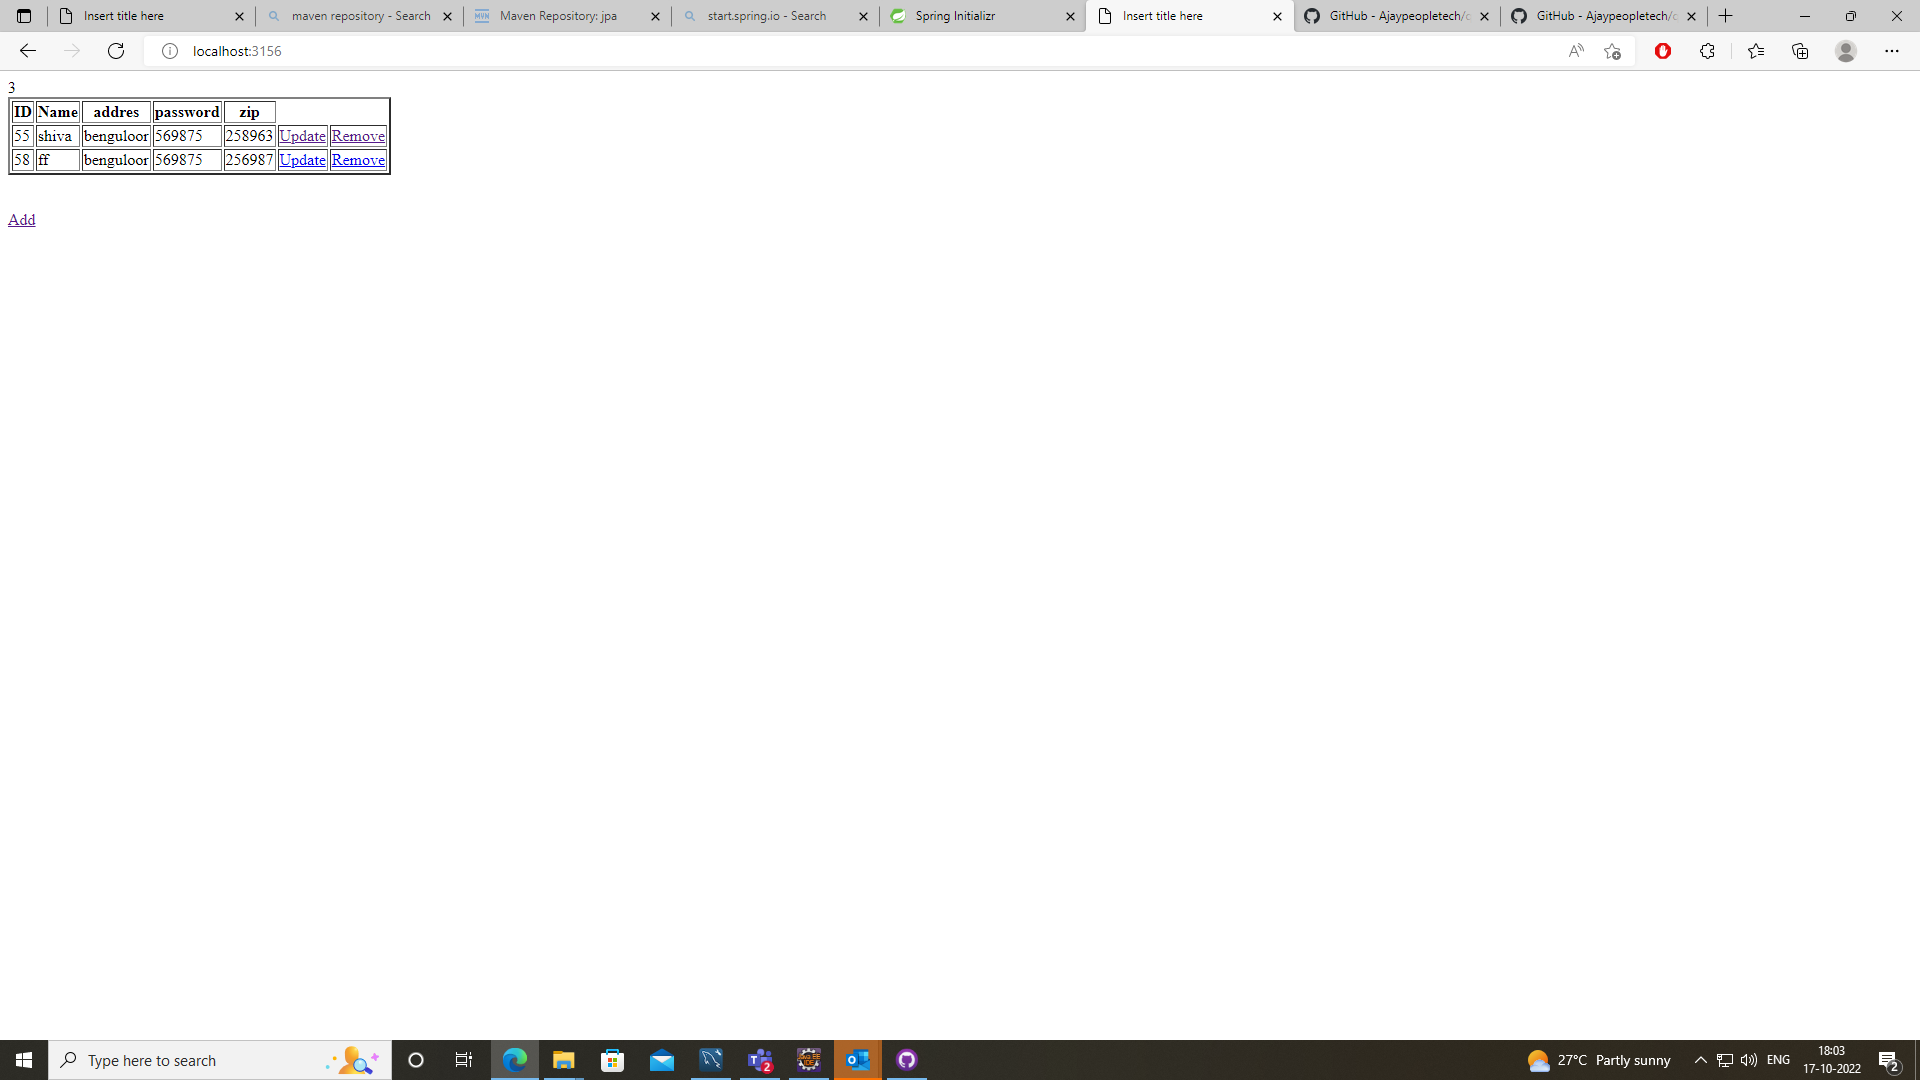 Insert title here
maven repository - Search
Maven Repository: jpa
start.spring.io - Search
Spring Initializr
Insert title here
GitHub - Ajaypeopletech/
GitHub - Ajaypeopletech/
localhost:3156
3
ID Name addres password zip
55 shiva benguloor 569875 258963 Update Remove
58 ff benguloor 569875 256987 Update Remove
Add
Type here to search
27°C Partly sunny
ENG
18:03
17-10-2022
2
2